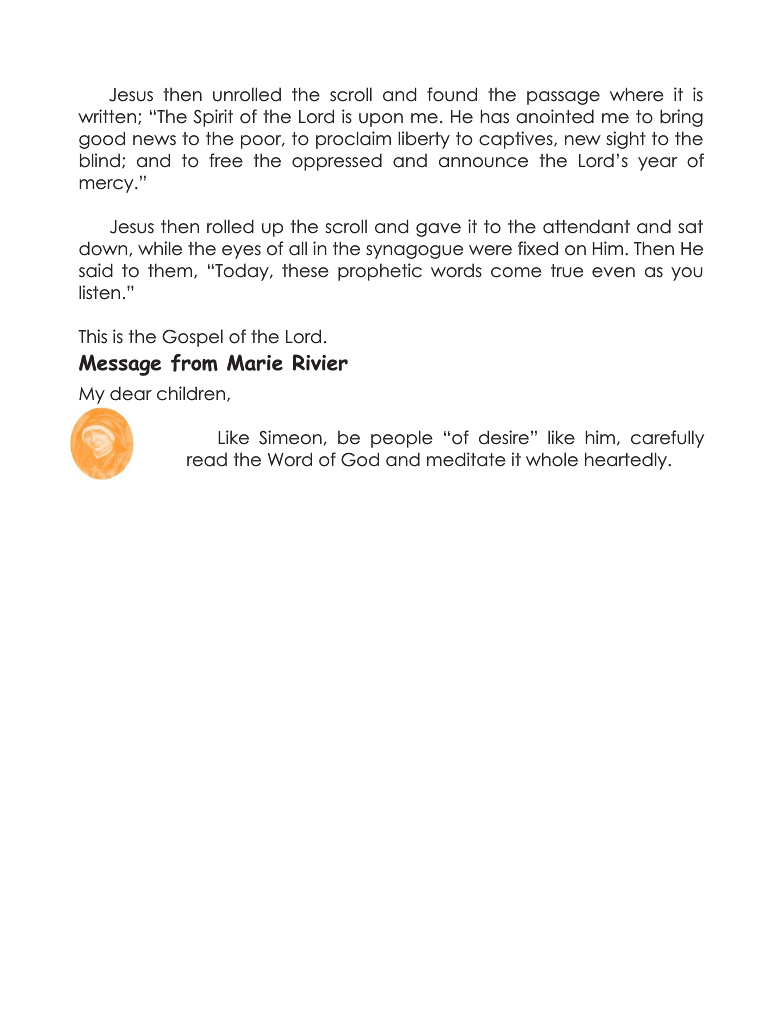 Jesus then unrolled the scroll and found the passage where it is
written; “The Spirit of the Lord is upon me. He has anointed me to bring
good news to the poor, to proclaim liberty to captives, new sight to the
blind; and to free the oppressed and announce the Lord’s year of
mercy.”
Jesus then rolled up the scroll and gave it to the attendant and sat
down, while the eyes of all in the synagogue were fixed on Him. Then He
said to them, “Today, these prophetic words come true even as you
listen.”
This is the Gospel of the Lord.
Message from Marie Rivier
My dear children,
Like Simeon, be people “of desire” like him, carefully
read the Word of God and meditate it whole heartedly.